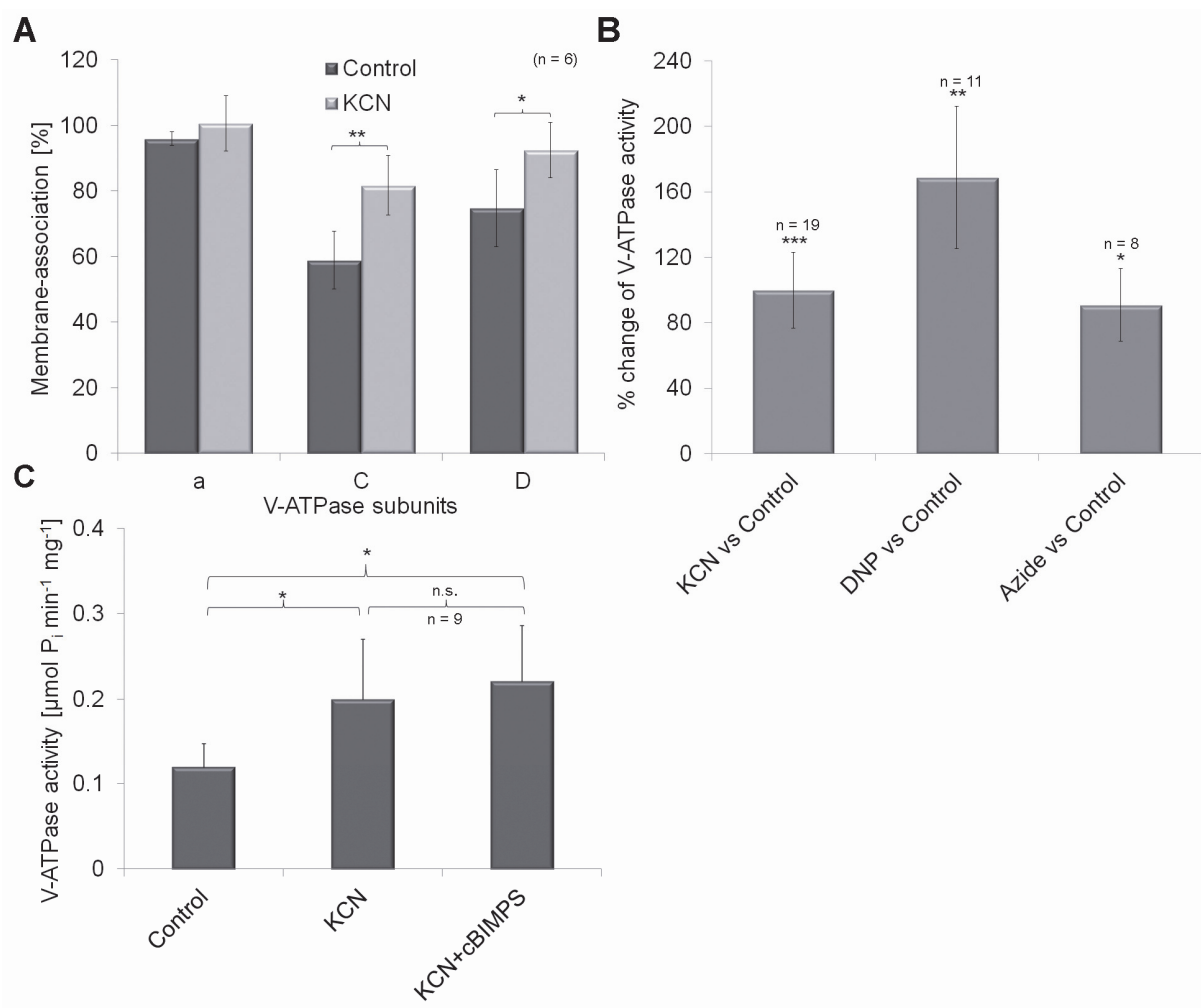 A
Membrane-association [%]
120
100
80
60
40
20
0
Control
KCN
(n = 6)
**
*
a
C
D
V-ATPase subunits
B
% change of V-ATPase activity
240
200
160
120
80
40
0
n = 19
***
n = 11
**
n = 8
*
KCN vs Control
DNP vs Control
Azide vs Control
C
V-ATPase activity [µmol Pi min-1 mg-1]
0.4
0.3
0.2
0.1
0
*
*
n.s.
n = 9
Control
KCN
KCN+cBIMPS